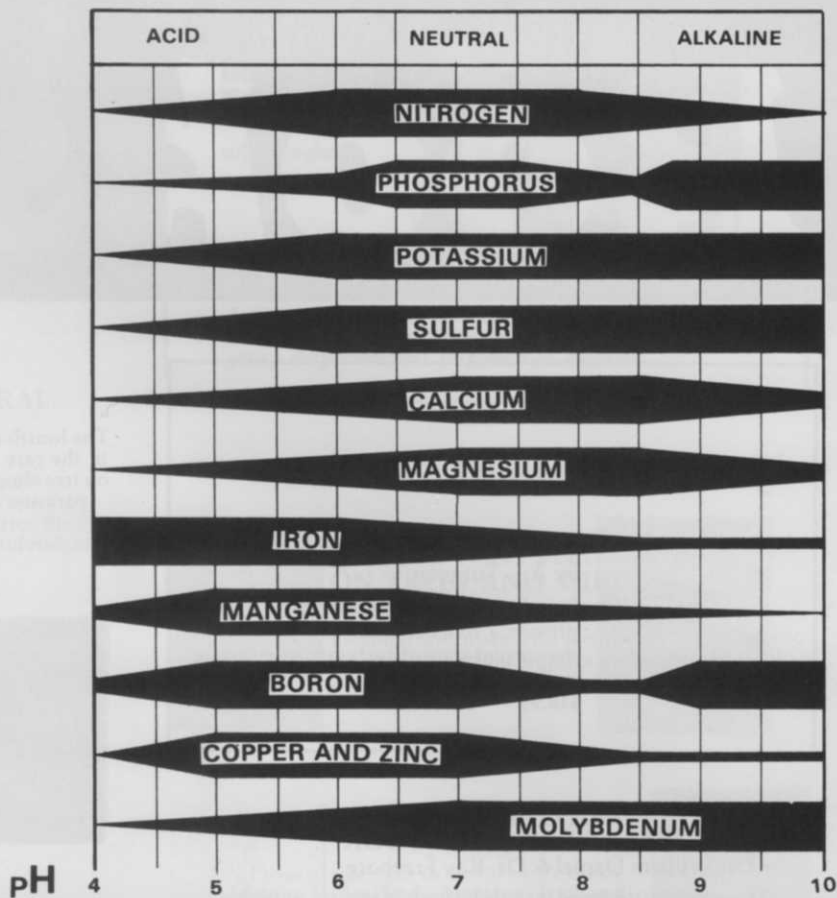 ACID NEUTRAL ALKALINE
NITROGEN
PHOSPHORUS
POTASSIUM
SULFUR
CALCIUM
MAGNESIUM
IRON
MANGANESE
BORON
COPPER AND ZINC
MOLYBDENUM
pH 4 5 6 7 8 9 10